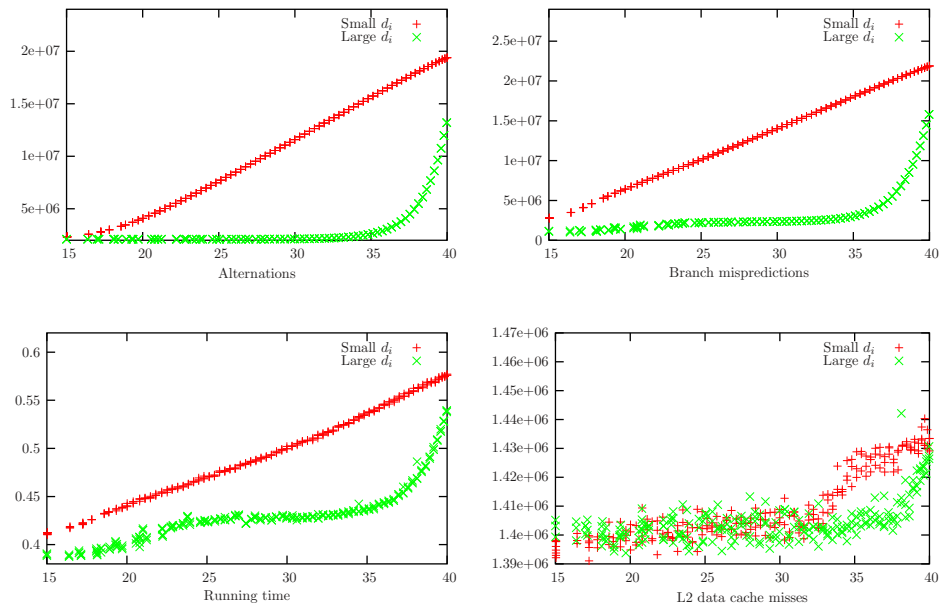 Small d_i
Large d_i
2e+07
1.5e+07
1e+07
5e+06
15 20 25 30 35 40
Alternations
Small d_i
Large d_i
2.5e+07
2e+07
1.5e+07
1e+07
5e+06
0
15 20 25 30 35 40
Branch mispredictions
Small d_i
Large d_i
0.6
0.55
0.5
0.45
0.4
15 20 25 30 35 40
Running time
Small d_i
Large d_i
1.47e+06
1.46e+06
1.45e+06
1.44e+06
1.43e+06
1.42e+06
1.41e+06
1.4e+06
1.39e+06
15 20 25 30 35 40
L2 data cache misses